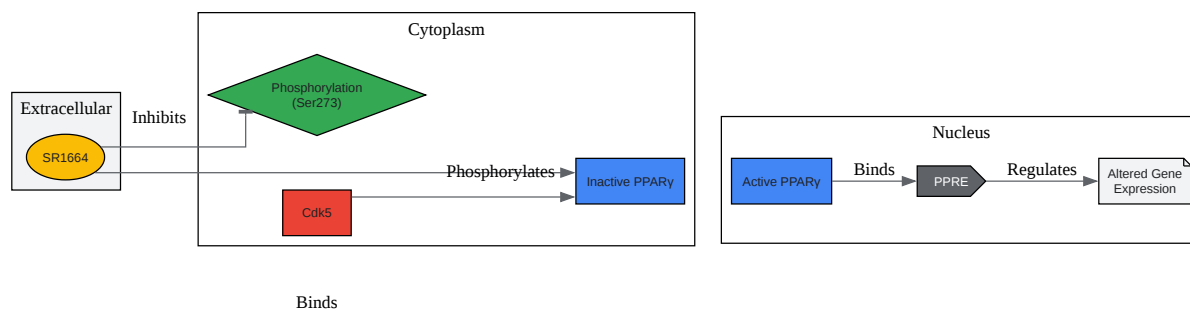 Cytoplasm
Phosphorylation
(Ser273)
Extracellular
Inhibits
SR1664
Phosphorylates
Inactive PPARγ
Cdk5
Nucleus
Active PPARγ
Binds
PPRE
Regulates
Altered Gene
Expression
Binds